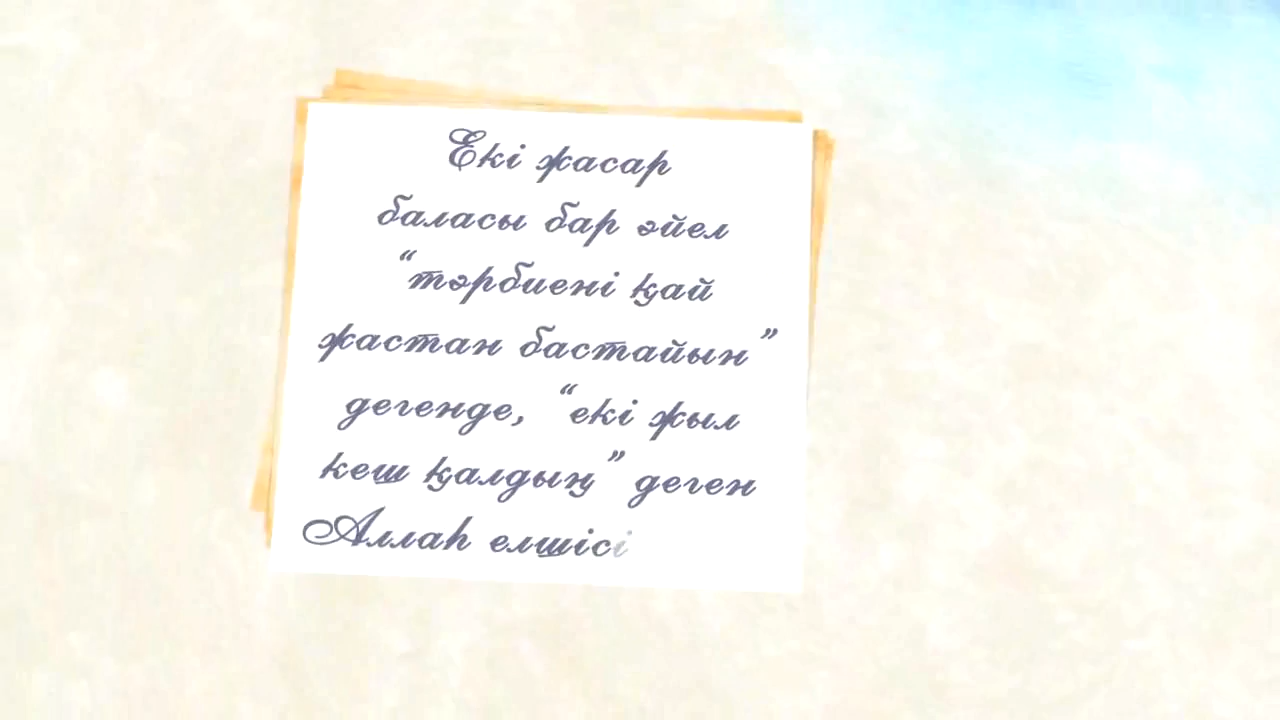 Екі жасар
баласы бар әйел
“тәрбиені қай
жастан бастайын”
дегенде, “екі жыл
кеш қалдың” деген
Аллаһ елшісі